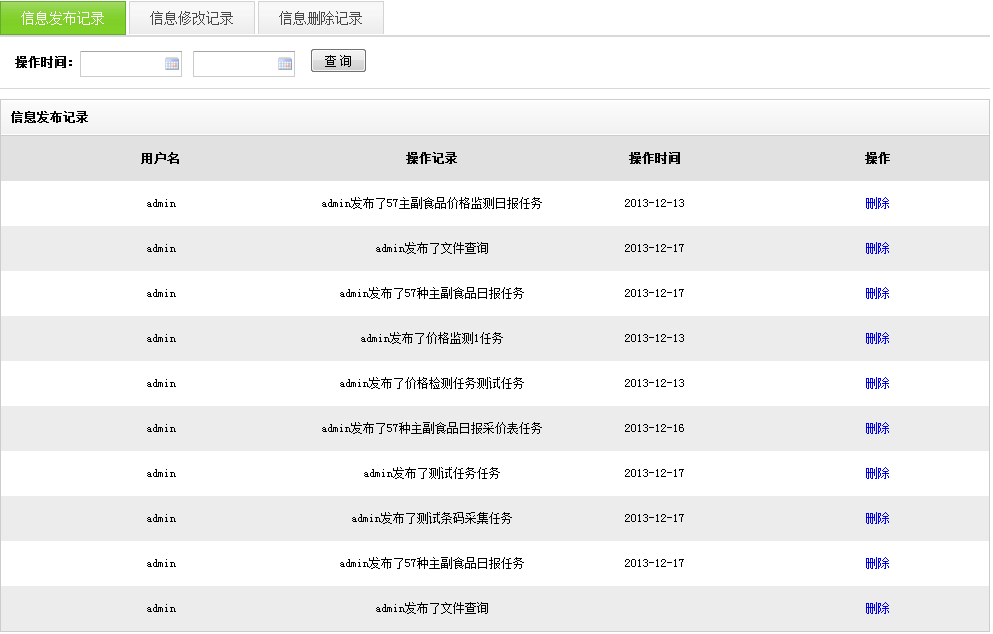 信息发布记录 信息修改记录 信息删除记录
操作时间： 查 询
信息发布记录
用户名 操作记录 操作时间 操作
admin admin发布了57主副食品价格监测日报任务 2013-12-13 删除
admin admin发布了文件查询 2013-12-17 删除
admin admin发布了57种主副食品日报任务 2013-12-17 删除
admin admin发布了价格监测1任务 2013-12-13 删除
admin admin发布了价格检测任务测试任务 2013-12-13 删除
admin admin发布了57种主副食品日报采价表任务 2013-12-16 删除
admin admin发布了测试任务任务 2013-12-17 删除
admin admin发布了测试条码采集任务 2013-12-17 删除
admin admin发布了57种主副食品日报任务 2013-12-17 删除
admin admin发布了文件查询 删除